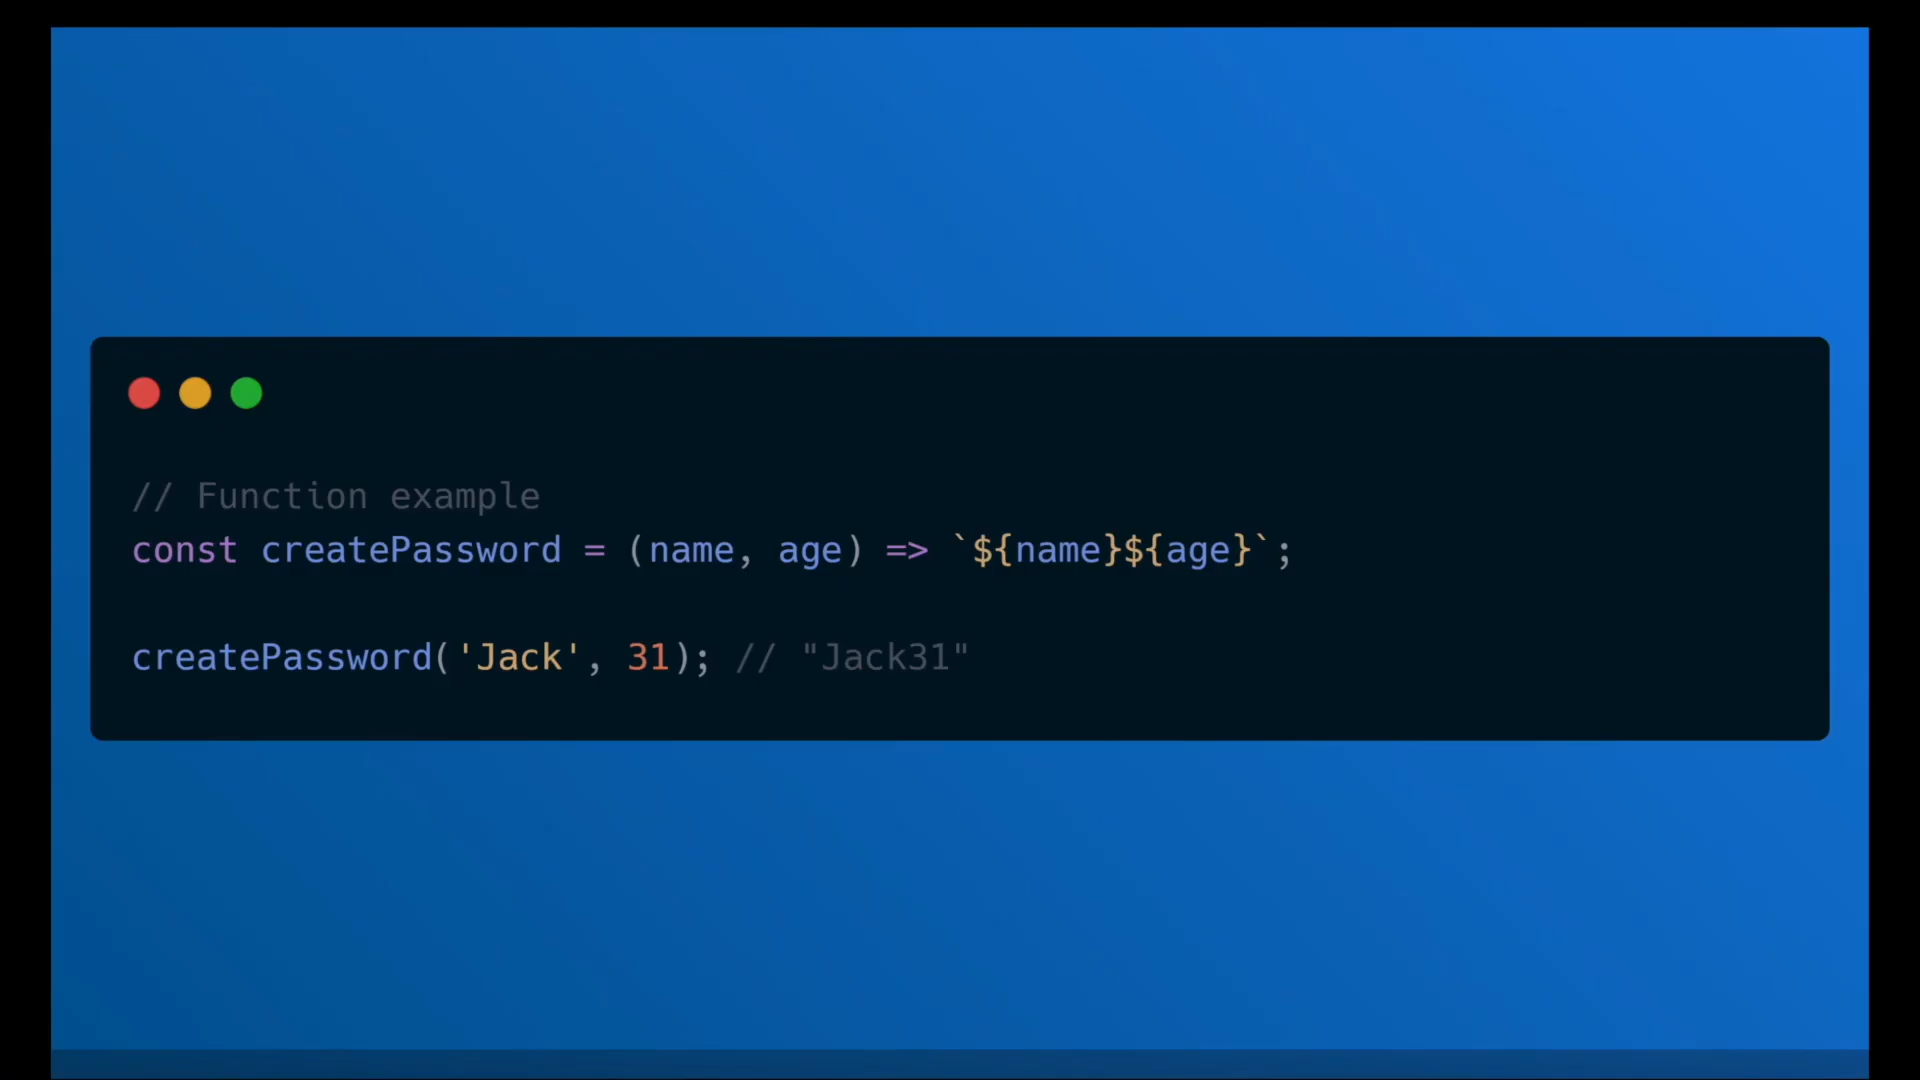 // Function example
const createPassword = (name, age) => `${name}${age}`;
createPassword('Jack', 31); // "Jack31"